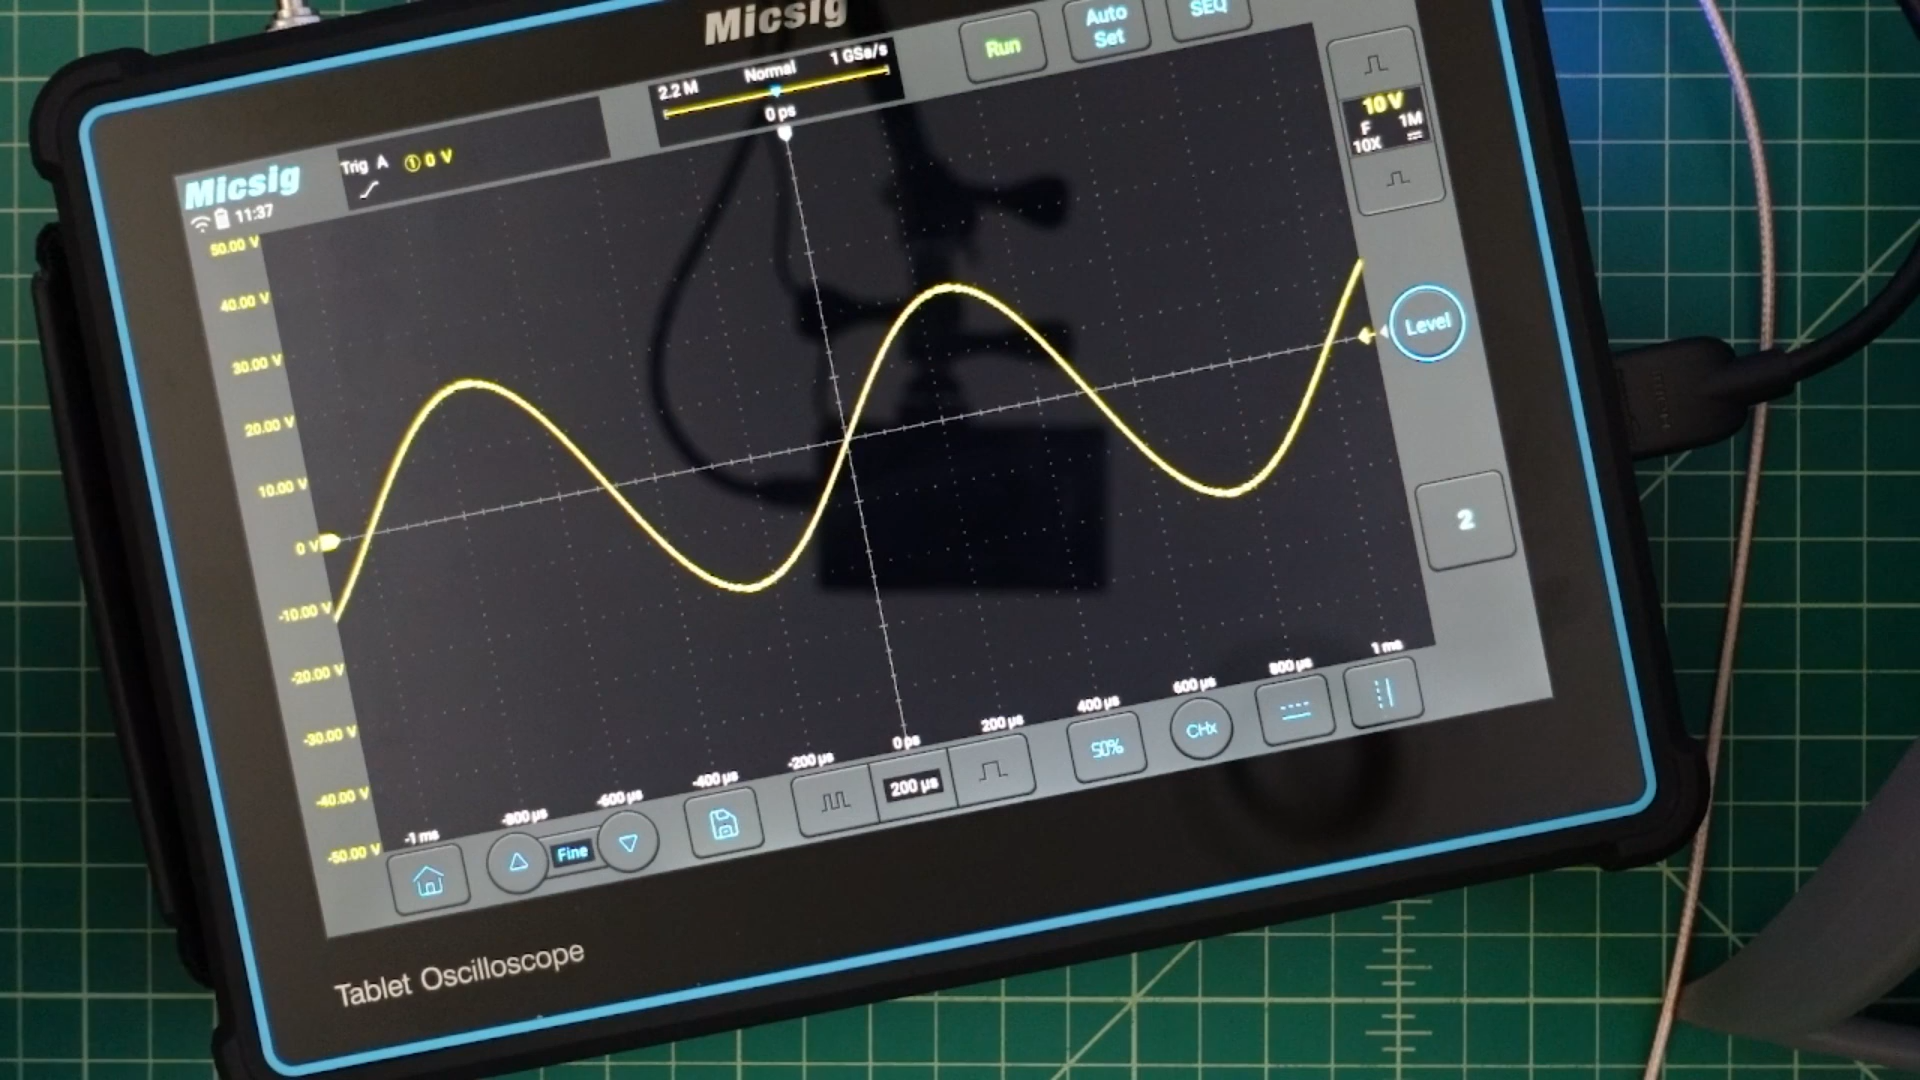 Micsig
Run
Auto
Set
SEQ
2.2 M
Normal
1 GSa/s
0 ps
Trig A
1 0 V
Micsig
11:37
10 V
F 1M
10X
50.00 V
40.00 V
30.00 V
20.00 V
10.00 V
0 V
-10.00 V
-20.00 V
-30.00 V
-40.00 V
-50.00 V
Level
2
-1 ms
-800 µs
-600 µs
-400 µs
-200 µs
0 ps
200 µs
400 µs
600 µs
800 µs
1 ms
Fine
200 µs
50%
CHx
Tablet Oscilloscope